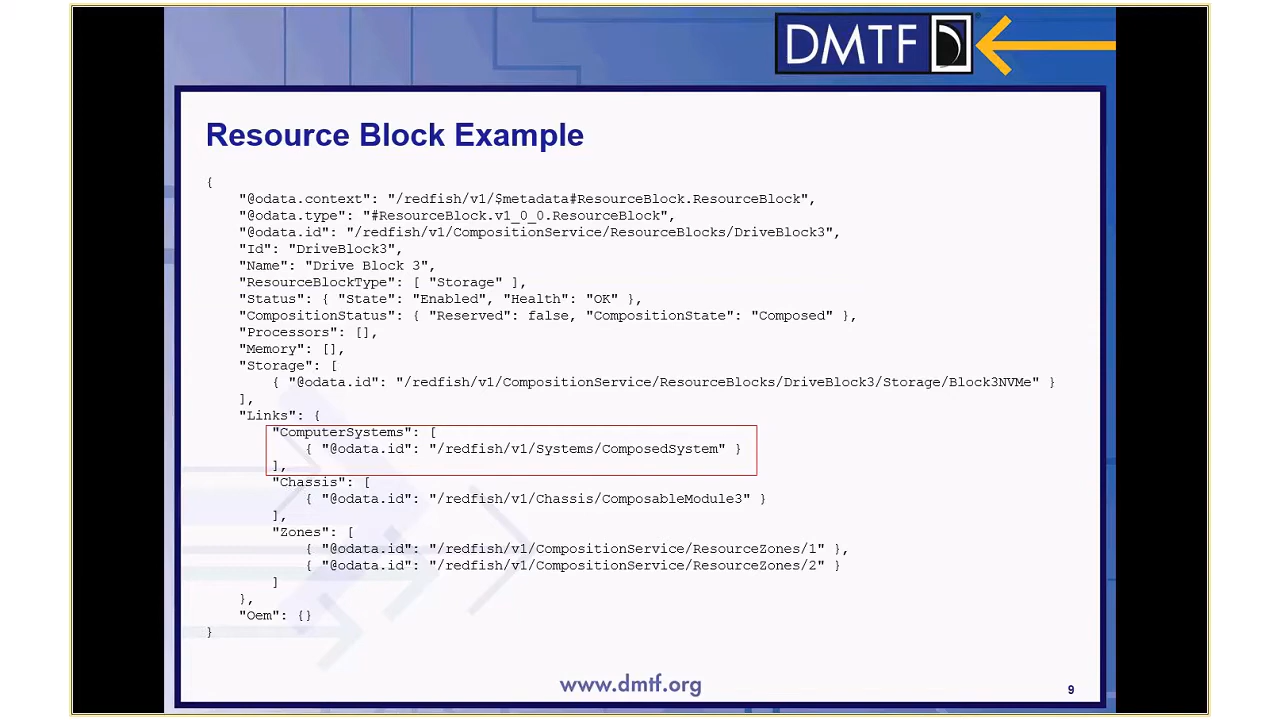 DMTF
Resource Block Example
{
"@odata.context": "/redfish/v1/$metadata#ResourceBlock.ResourceBlock",
"@odata.type": "#ResourceBlock.v1_0_0.ResourceBlock",
"@odata.id": "/redfish/v1/CompositionService/ResourceBlocks/DriveBlock3",
"Id": "DriveBlock3",
"Name": "Drive Block 3",
"ResourceBlockType": [ "Storage" ],
"Status": { "State": "Enabled", "Health": "OK" },
"CompositionStatus": { "Reserved": false, "CompositionState": "Composed" },
"Processors": [],
"Memory": [],
"Storage": [
{ "@odata.id": "/redfish/v1/CompositionService/ResourceBlocks/DriveBlock3/Storage/Block3NVMe" }
],
"Links": {
"ComputerSystems": [
{ "@odata.id": "/redfish/v1/Systems/ComposedSystem" }
],
"Chassis": [
{ "@odata.id": "/redfish/v1/Chassis/ComposableModule3" }
],
"Zones": [
{ "@odata.id": "/redfish/v1/CompositionService/ResourceZones/1" },
{ "@odata.id": "/redfish/v1/CompositionService/ResourceZones/2" }
]
},
"Oem": {}
}
www.dmtf.org
9